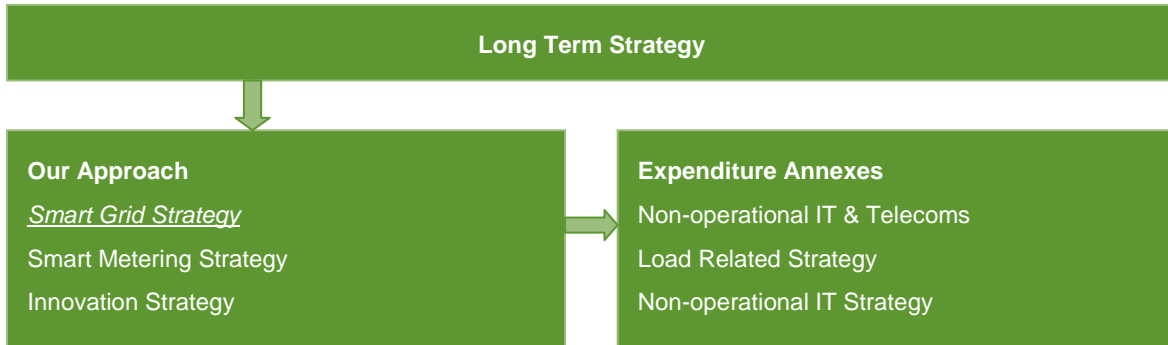 Long Term Strategy
Our Approach
Smart Grid Strategy
Smart Metering Strategy
Innovation Strategy
Expenditure Annexes
Non-operational IT & Telecoms
Load Related Strategy
Non-operational IT Strategy